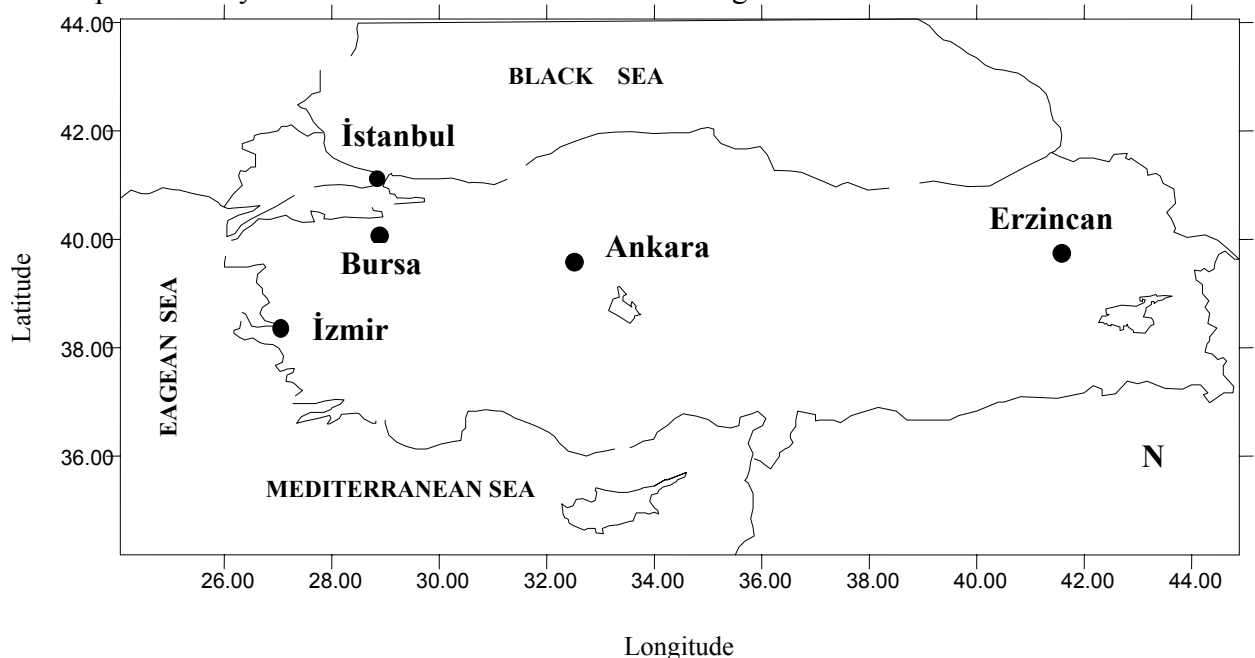 44.00
BLACK SEA
42.00
İstanbul
Erzincan
40.00
Ankara
Bursa
Latitude
EAGEAN SEA
İzmir
38.00
36.00
N
MEDITERRANEAN SEA
26.00 28.00 30.00 32.00 34.00 36.00 38.00 40.00 42.00 44.00
Longitude